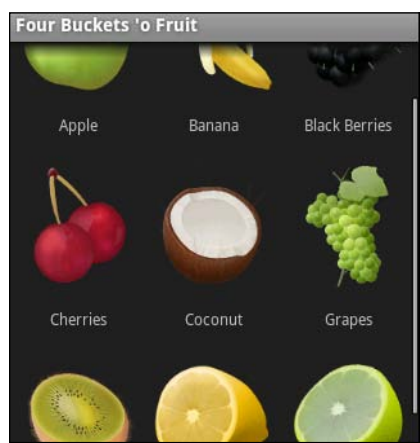 Four Buckets 'o Fruit
Apple Banana Black Berries
Cherries Coconut Grapes